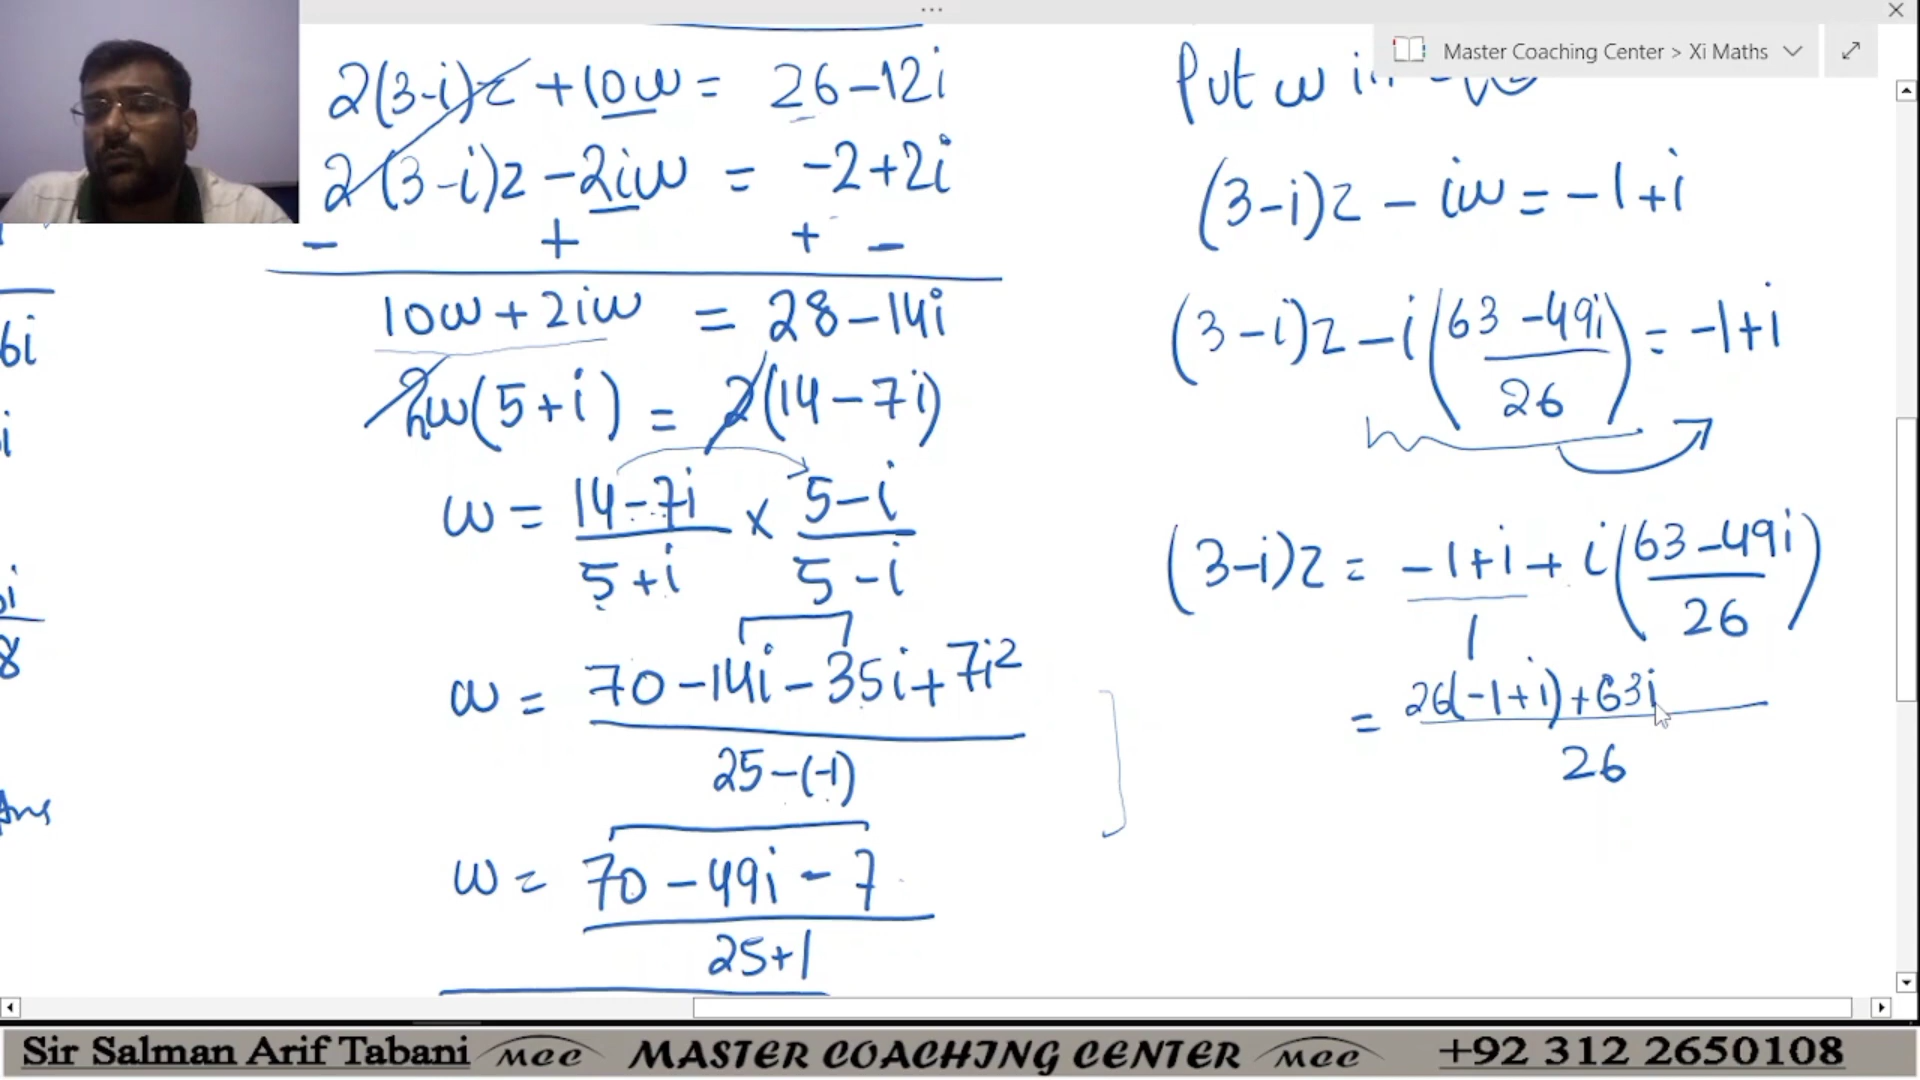 Master Coaching Center > Xi Maths
2(3-i)z + 10w = 26-12i
2(3-i)z - 2iw = -2+2i
- + + -
10w + 2iw = 28-14i
2w(5+i) = 2(14-7i)
w = 14-7i / 5+i × 5-i / 5-i
w = 70-14i-35i+7i² / 25-(-1)
w = 70-49i-7 / 25+1
6i
i
8
Ans
Put w in
(3-i)z - iw = -1+i
(3-i)z - i(63-49i / 26) = -1+i
(3-i)z = -1+i / 1 + i(63-49i / 26)
= 26(-1+i)+63i / 26
Sir Salman Arif Tabani mcc MASTER COACHING CENTER mcc +92 312 2650108